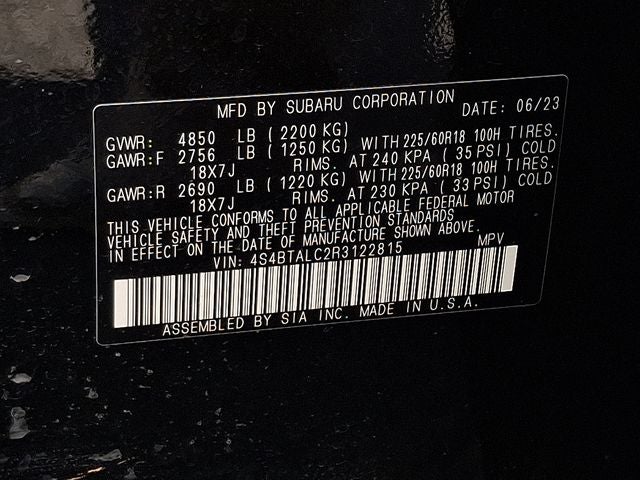 MFD BY SUBARU CORPORATION DATE: 06/23
GVWR: 4850 LB (2200 KG)
GAWR:F 2756 LB (1250 KG) WITH 225/60R18 100H TIRES.
18X7J RIMS. AT 240 KPA (35 PSI) COLD
GAWR:R 2690 LB (1220 KG) WITH 225/60R18 100H TIRES.
18X7J RIMS. AT 230 KPA (33 PSI) COLD
THIS VEHICLE CONFORMS TO ALL APPLICABLE FEDERAL MOTOR
VEHICLE SAFETY AND THEFT PREVENTION STANDARDS
IN EFFECT ON THE DATE OF MANUFACTURE SHOWN ABOVE.
VIN: 4S4BTALC2R3122815 MPV
ASSEMBLED BY SIA INC. MADE IN U.S.A.